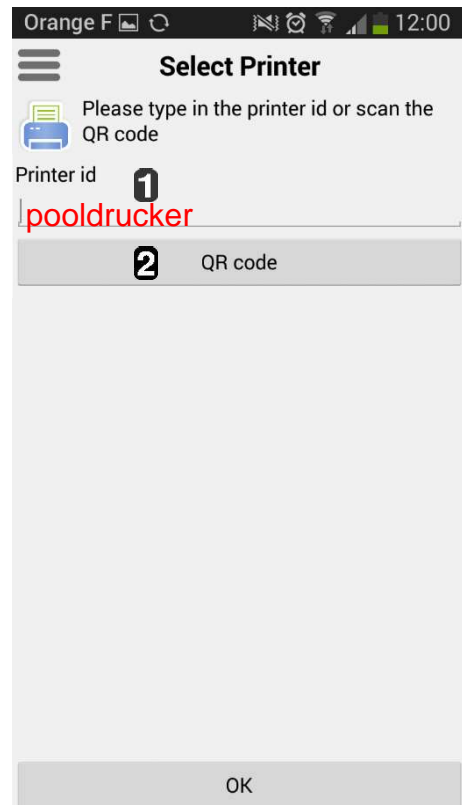 Orange F 12:00
Select Printer
Please type in the printer id or scan the
QR code
Printer id
1
pooldrucker
2 QR code
OK